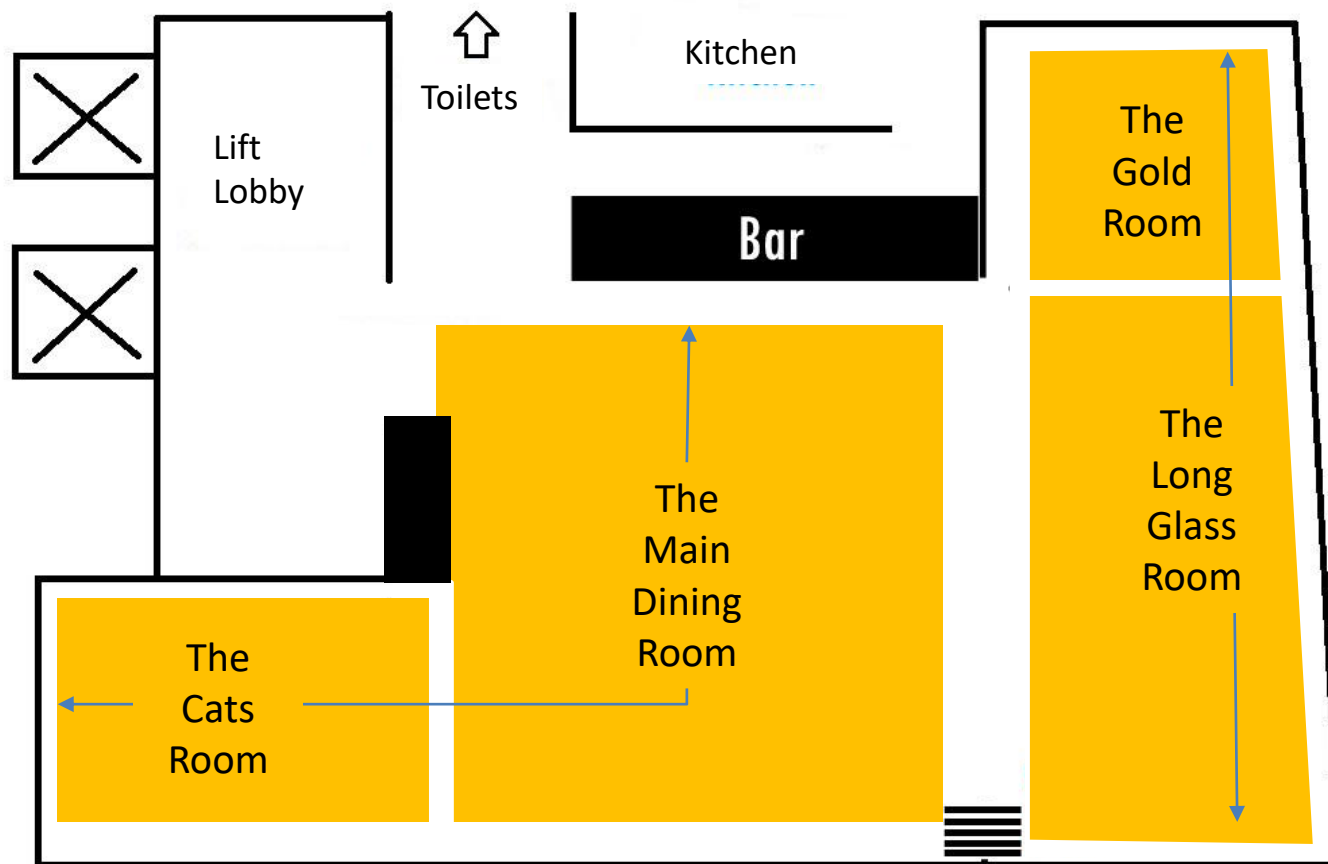 Toilets
Kitchen
Lift
Lobby
Bar
The
Gold
Room
The
Main
Dining
Room
The
Long
Glass
Room
The
Cats
Room